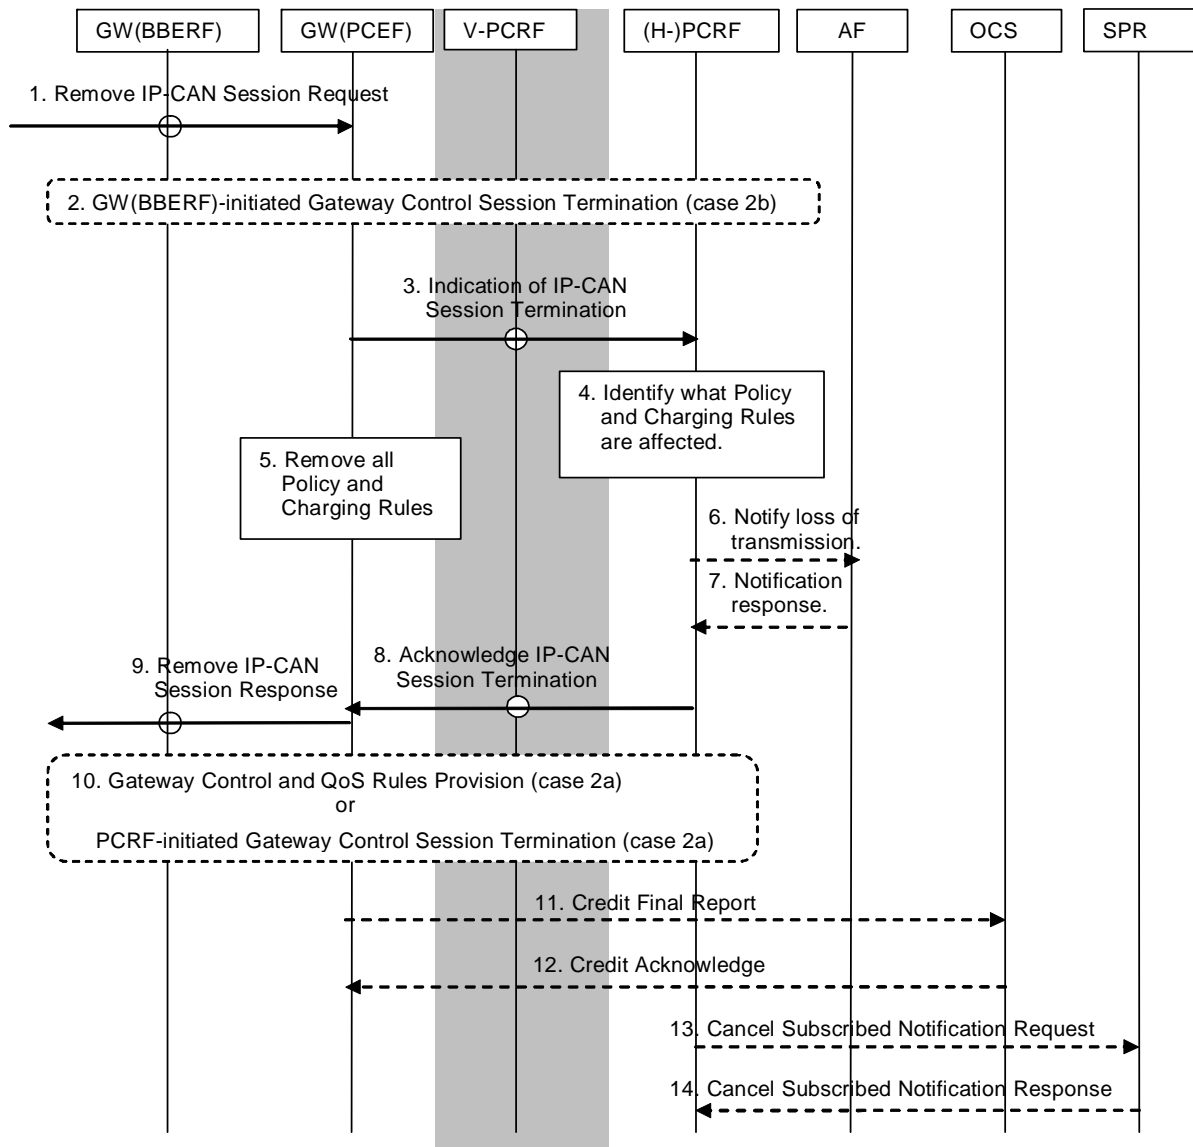 GW(BBERF)
GW(PCEF)
V-PCRF
(H-)PCRF
AF
OCS
SPR
1. Remove IP-CAN Session Request
2. GW(BBERF)-initiated Gateway Control Session Termination (case 2b)
3. Indication of IP-CAN
Session Termination
4. Identify what Policy
and Charging Rules
are affected.
5. Remove all
Policy and
Charging Rules
6. Notify loss of
transmission.
7. Notification
response.
8. Acknowledge IP-CAN
Session Termination
9. Remove IP-CAN
Session Response
10. Gateway Control and QoS Rules Provision (case 2a)
or
PCRF-initiated Gateway Control Session Termination (case 2a)
11. Credit Final Report
12. Credit Acknowledge
13. Cancel Subscribed Notification Request
14. Cancel Subscribed Notification Response